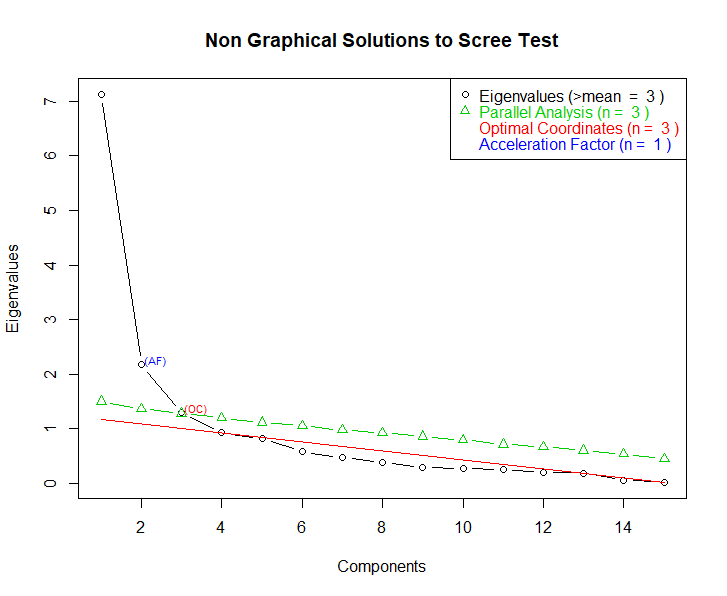 Non Graphical Solutions to Scree Test
Eigenvalues (>mean = 3 )
Parallel Analysis (n = 3 )
Optimal Coordinates (n = 3 )
Acceleration Factor (n = 1 )
7
6
5
4
3
2
1
0
Eigenvalues
(AF)
(OC)
2 4 6 8 10 12 14
Components